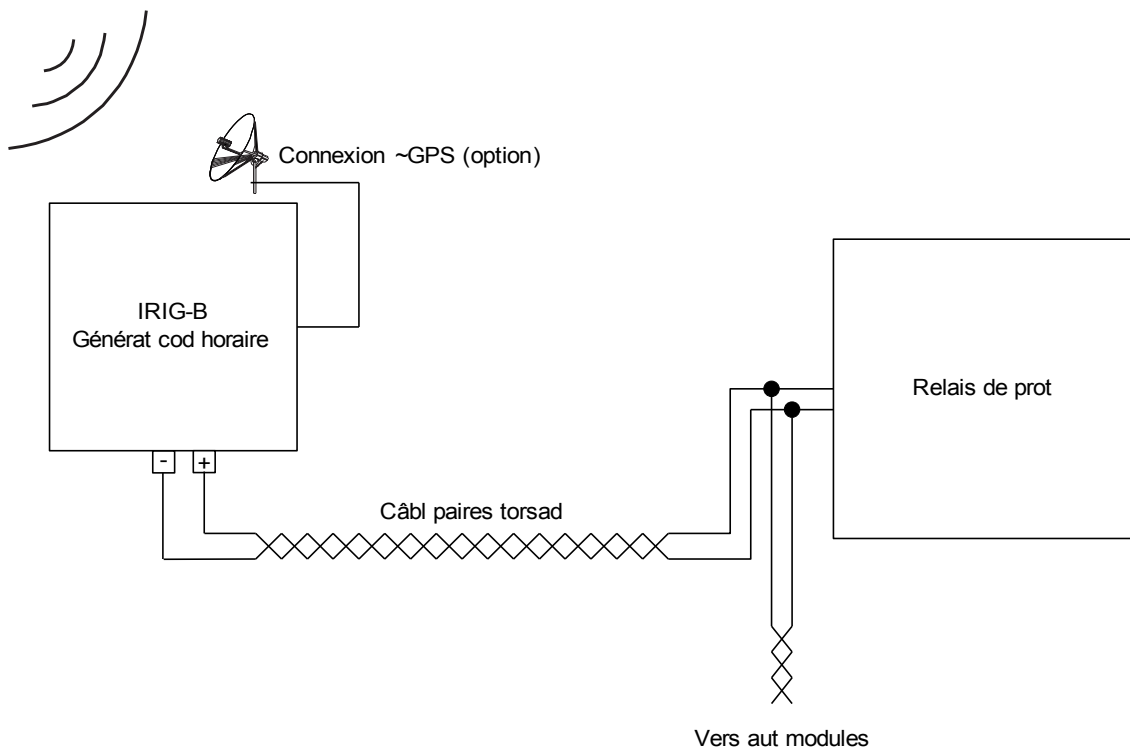 Connexion ~GPS (option)
IRIG-B
Générat cod horaire
Relais de prot
- +
Câbl paires torsad
Vers aut modules